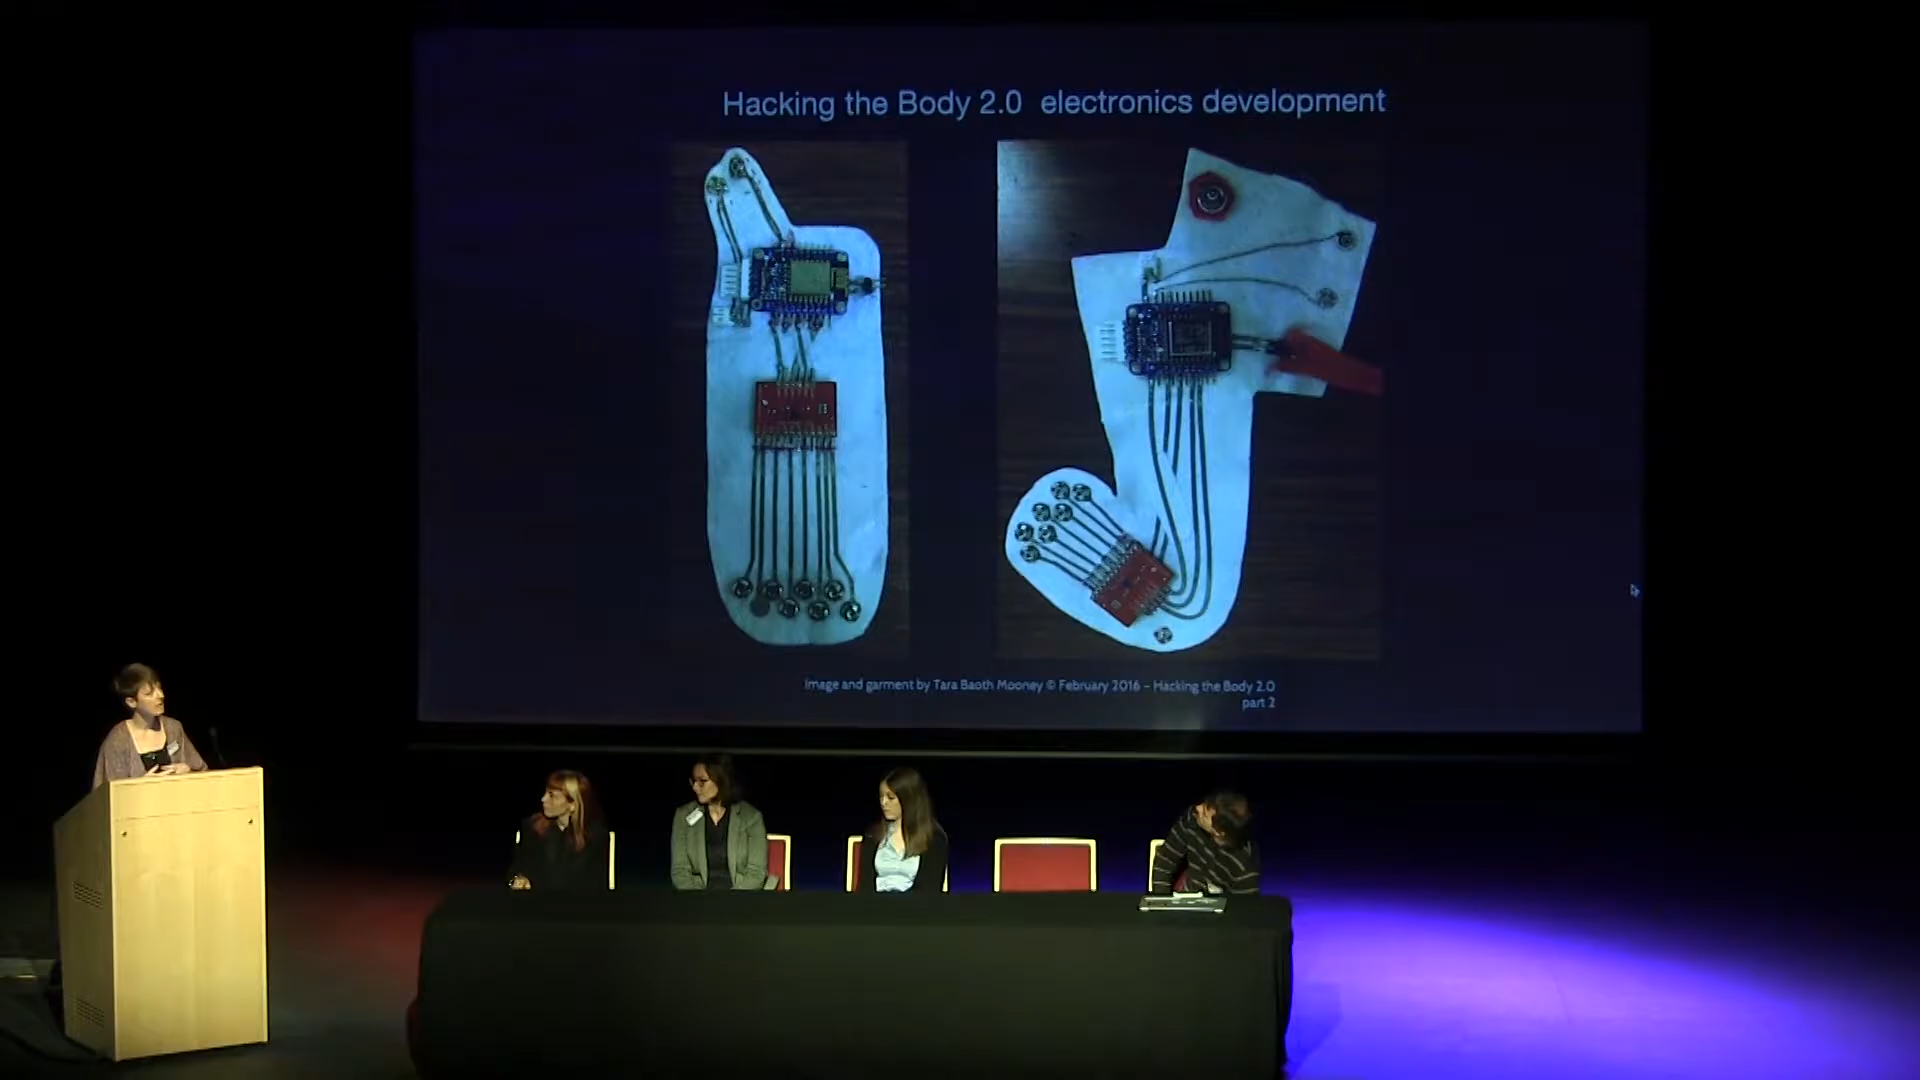 Hacking the Body 2.0 electronics development
Image and garment by Tara Baoth Mooney © February 2016 – Hacking the Body 2.0
part 2